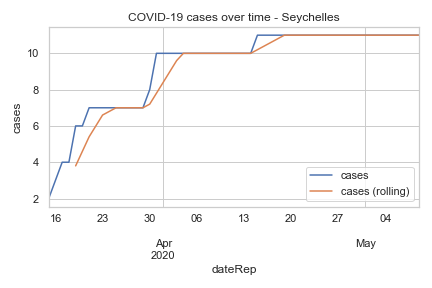 COVID-19 cases over time - Seychelles
cases
10
8
6
4
2
cases
cases (rolling)
16 23 30 06 13 20 27 04
Apr May
2020
dateRep